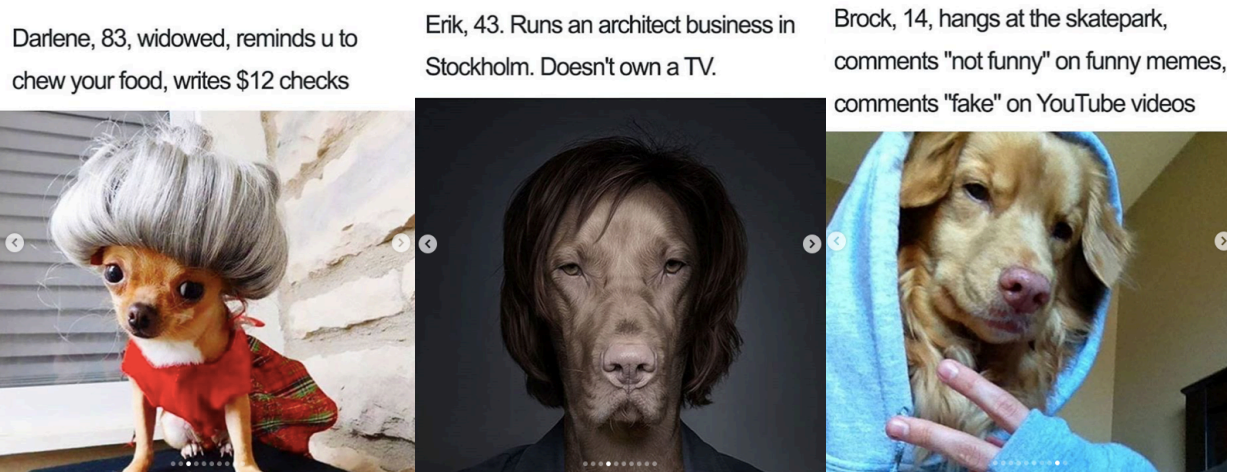 Darlene, 83, widowed, reminds u to
chew your food, writes $12 checks
Erik, 43. Runs an architect business in
Stockholm. Doesn't own a TV.
Brock, 14, hangs at the skatepark,
comments "not funny" on funny memes,
comments "fake" on YouTube videos